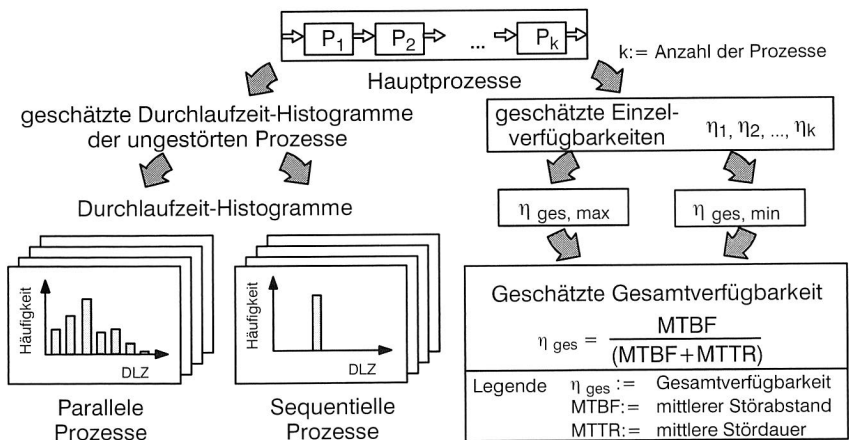 P1 P2 ... Pk
k:= Anzahl der Prozesse
Hauptprozesse
geschätzte Durchlaufzeit-Histogramme
der ungestörten Prozesse
geschätzte Einzel-
verfügbarkeiten η1, η2, ..., ηk
Durchlaufzeit-Histogramme
η ges, max
η ges, min
Häufigkeit
DLZ
Parallele
Prozesse
Häufigkeit
DLZ
Sequentielle
Prozesse
Geschätzte Gesamtverfügbarkeit
η ges = MTBF
(MTBF+MTTR)
Legende η ges := Gesamtverfügbarkeit
MTBF:= mittlerer Störabstand
MTTR:= mittlere Stördauer